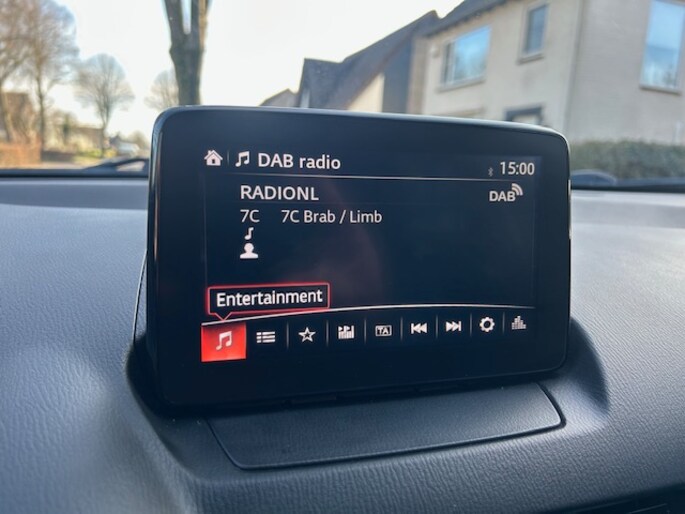 DAB radio
15:00
RADIONL
DAB
7C 7C Brab / Limb
Entertainment
TA